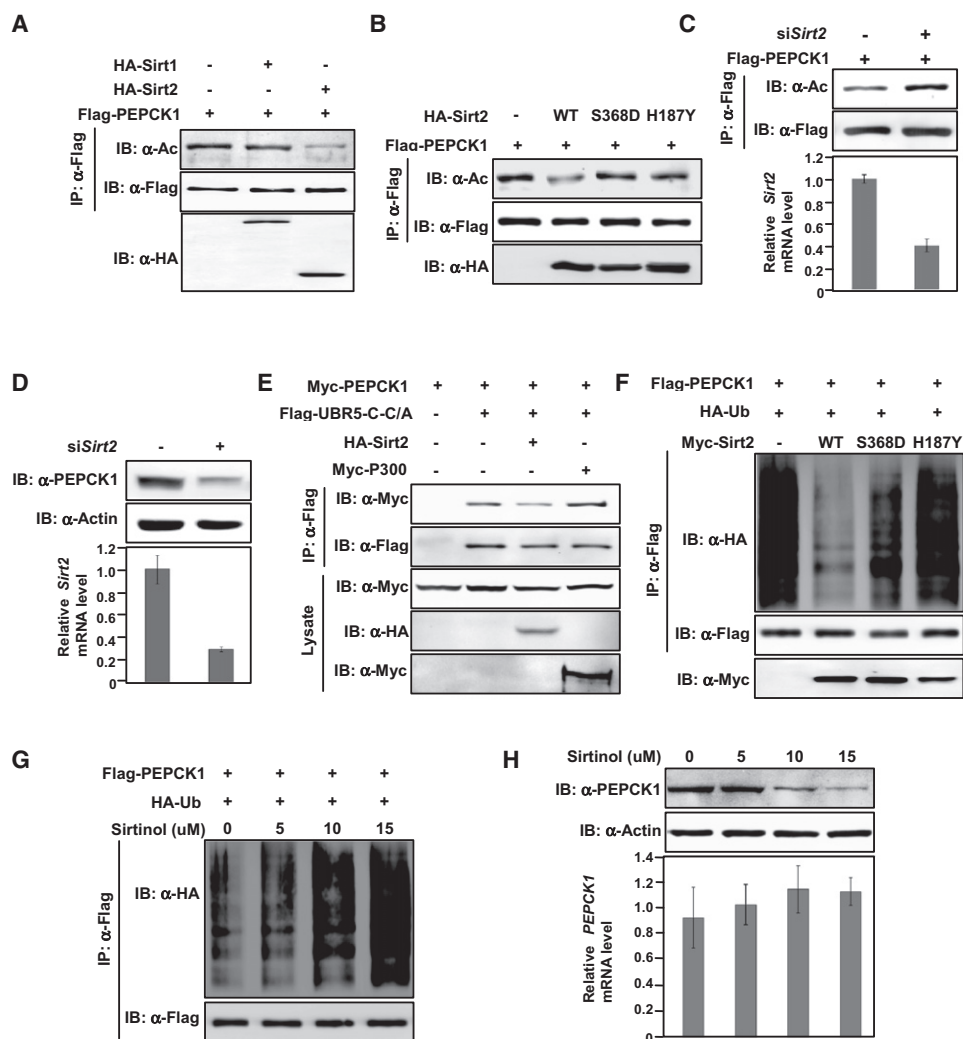 A
HA-Sirt1 - + -
HA-Sirt2 - - +
Flag-PEPCK1 + + +
IP: α-Flag
IB: α-Ac
IB: α-Flag
IB: α-HA
B
HA-Sirt2 - WT S368D H187Y
Flag-PEPCK1 + + + +
IP: α-Flag
IB: α-Ac
IB: α-Flag
IB: α-HA
C
siSirt2 - +
Flag-PEPCK1 + +
IP: α-Flag
IB: α-Ac
IB: α-Flag
Relative Sirt2
mRNA level
1.2
1.0
0.8
0.6
0.4
0.2
0
D
siSirt2 - +
IB: α-PEPCK1
IB: α-Actin
Relative Sirt2
mRNA level
1.2
1.0
0.8
0.6
0.4
0.2
0
E
Myc-PEPCK1 + + + +
Flag-UBR5-C-C/A - + + +
HA-Sirt2 - - + -
Myc-P300 - - - +
IP: α-Flag
IB: α-Myc
IB: α-Flag
Lysate
IB: α-Myc
IB: α-HA
IB: α-Myc
F
Flag-PEPCK1 + + + +
HA-Ub + + + +
Myc-Sirt2 - WT S368D H187Y
IP: α-Flag
IB: α-HA
IB: α-Flag
IB: α-Myc
G
Flag-PEPCK1 + + + +
HA-Ub + + + +
Sirtinol (uM) 0 5 10 15
IP: α-Flag
IB: α-HA
IB: α-Flag
H
Sirtinol (uM) 0 5 10 15
IB: α-PEPCK1
IB: α-Actin
Relative PEPCK1
mRNA level
1.4
1.2
1.0
0.8
0.6
0.4
0.2
0